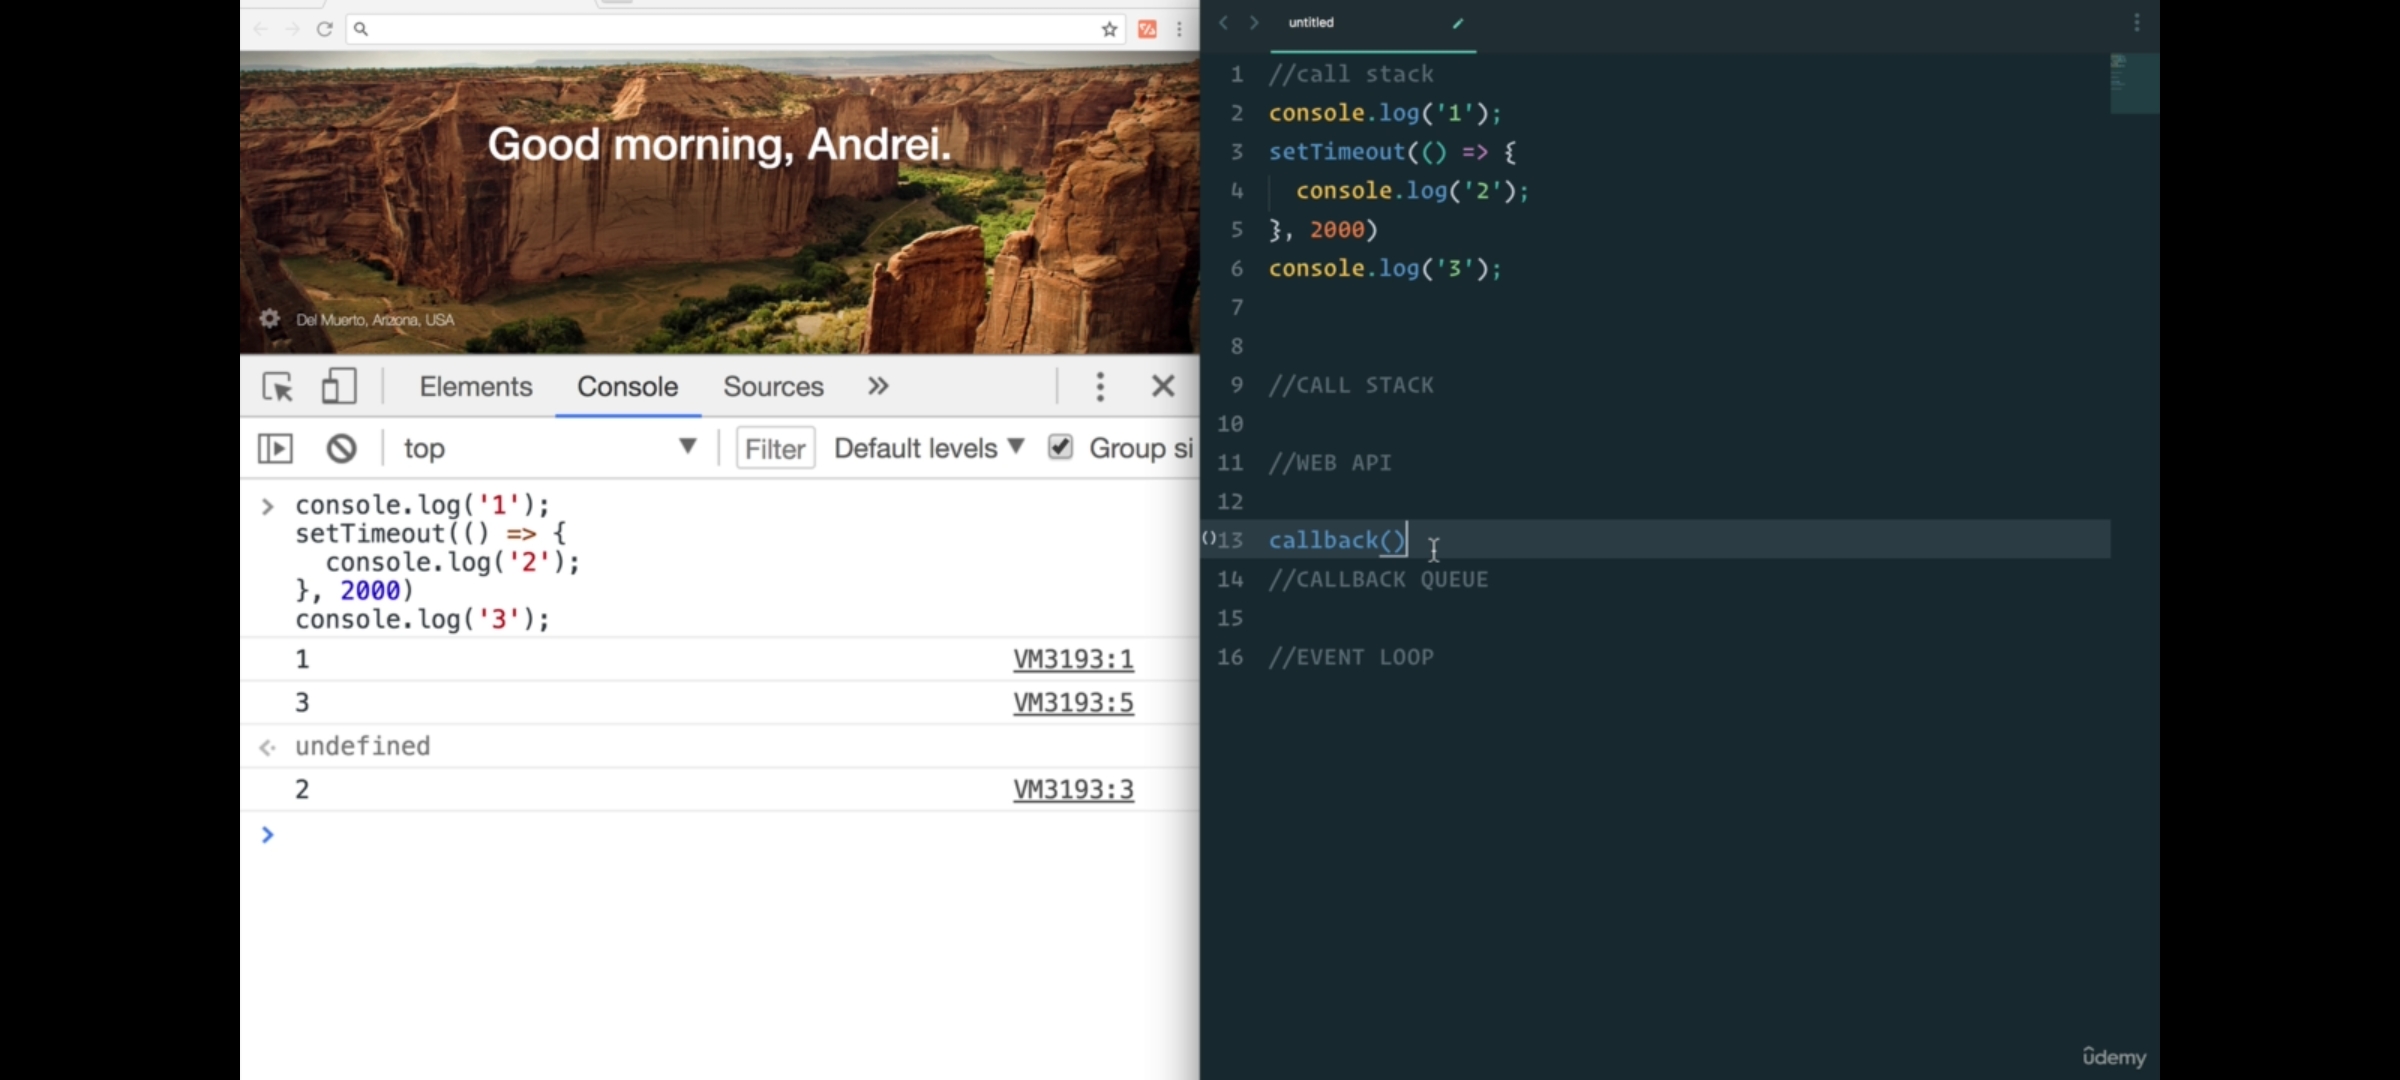 Good morning, Andrei.
Del Muerto, Arizona, USA
Elements Console Sources
top Filter Default levels Group si
console.log('1');
setTimeout(() => {
console.log('2');
}, 2000)
console.log('3');
1 VM3193:1
3 VM3193:5
undefined
2 VM3193:3
untitled
1 //call stack
2 console.log('1');
3 setTimeout(() => {
4 console.log('2');
5 }, 2000)
6 console.log('3');
7
8
9 //CALL STACK
10
11 //WEB API
12
()13 callback()
14 //CALLBACK QUEUE
15
16 //EVENT LOOP
ûdemy